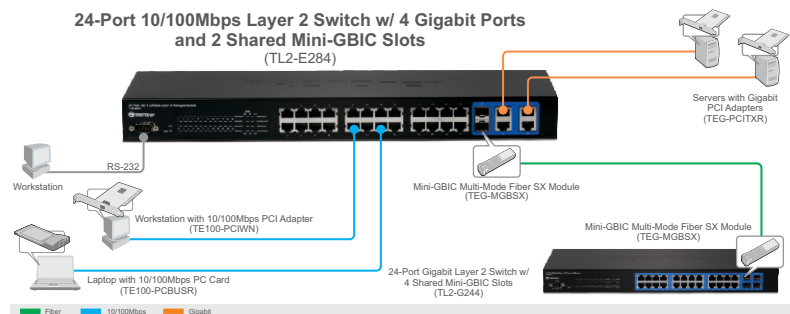 24-Port 10/100Mbps Layer 2 Switch w/ 4 Gigabit Ports
and 2 Shared Mini-GBIC Slots
(TL2-E284)
TRENDNET
Servers with Gigabit
PCI Adapters
(TEG-PCITXR)
RS-232
Workstation
Mini-GBIC Multi-Mode Fiber SX Module
(TEG-MGBSX)
Workstation with 10/100Mbps PCI Adapter
(TE100-PCIWN)
Mini-GBIC Multi-Mode Fiber SX Module
(TEG-MGBSX)
Laptop with 10/100Mbps PC Card
(TE100-PCBUSR)
24-Port Gigabit Layer 2 Switch w/
4 Shared Mini-GBIC Slots
(TL2-G244)
Fiber
10/100Mbps
Gigabit